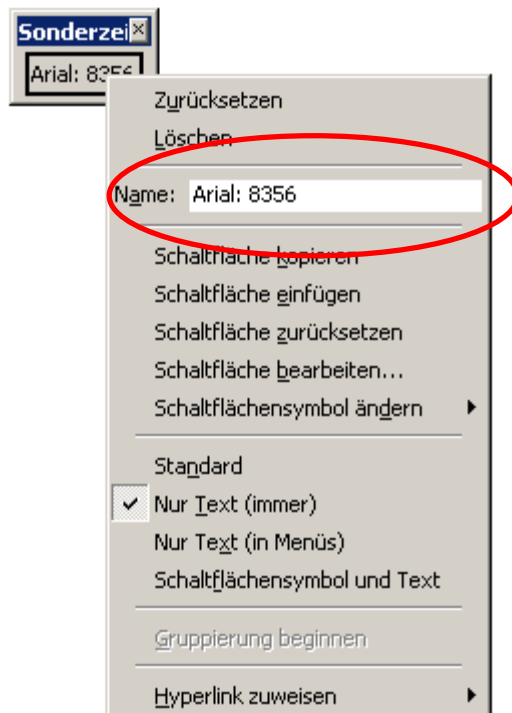 Sonderzei
Arial: 8356
Zurücksetzen
Löschen
Name: Arial: 8356
Schaltfläche kopieren
Schaltfläche einfügen
Schaltfläche zurücksetzen
Schaltfläche bearbeiten...
Schaltflächensymbol ändern
Standard
Nur Text (immer)
Nur Text (in Menüs)
Schaltflächensymbol und Text
Gruppierung beginnen
Hyperlink zuweisen